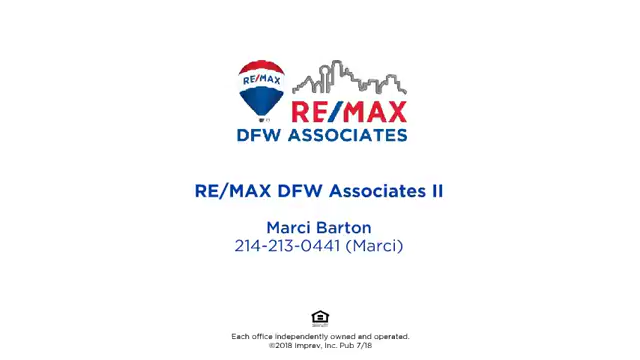 RE/MAX
RE/MAX
DFW ASSOCIATES
RE/MAX DFW Associates II
Marci Barton
214-213-0441 (Marci)
Each office independently owned and operated.
©2018 Imprev, Inc. Pub 7/18